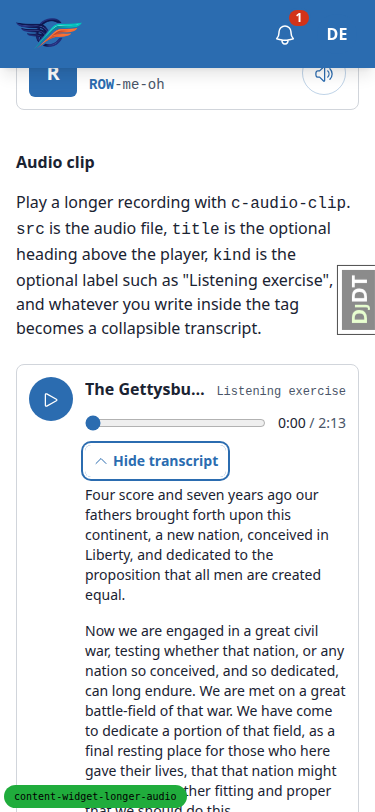 1
DE
R
ROW-me-oh
Audio clip
Play a longer recording with c-audio-clip.
src is the audio file, title is the optional
heading above the player, kind is the
optional label such as "Listening exercise",
and whatever you write inside the tag
becomes a collapsible transcript.
DjDT
The Gettysbu...
Listening exercise
0:00 / 2:13
Hide transcript
Four score and seven years ago our
fathers brought forth upon this
continent, a new nation, conceived in
Liberty, and dedicated to the
proposition that all men are created
equal.
Now we are engaged in a great civil
war, testing whether that nation, or any
nation so conceived, and so dedicated,
can long endure. We are met on a great
battle-field of that war. We have come
to dedicate a portion of that field, as a
final resting place for those who here
gave their lives, that that nation might
ther fitting and proper
that we should do this.
content-widget-longer-audio